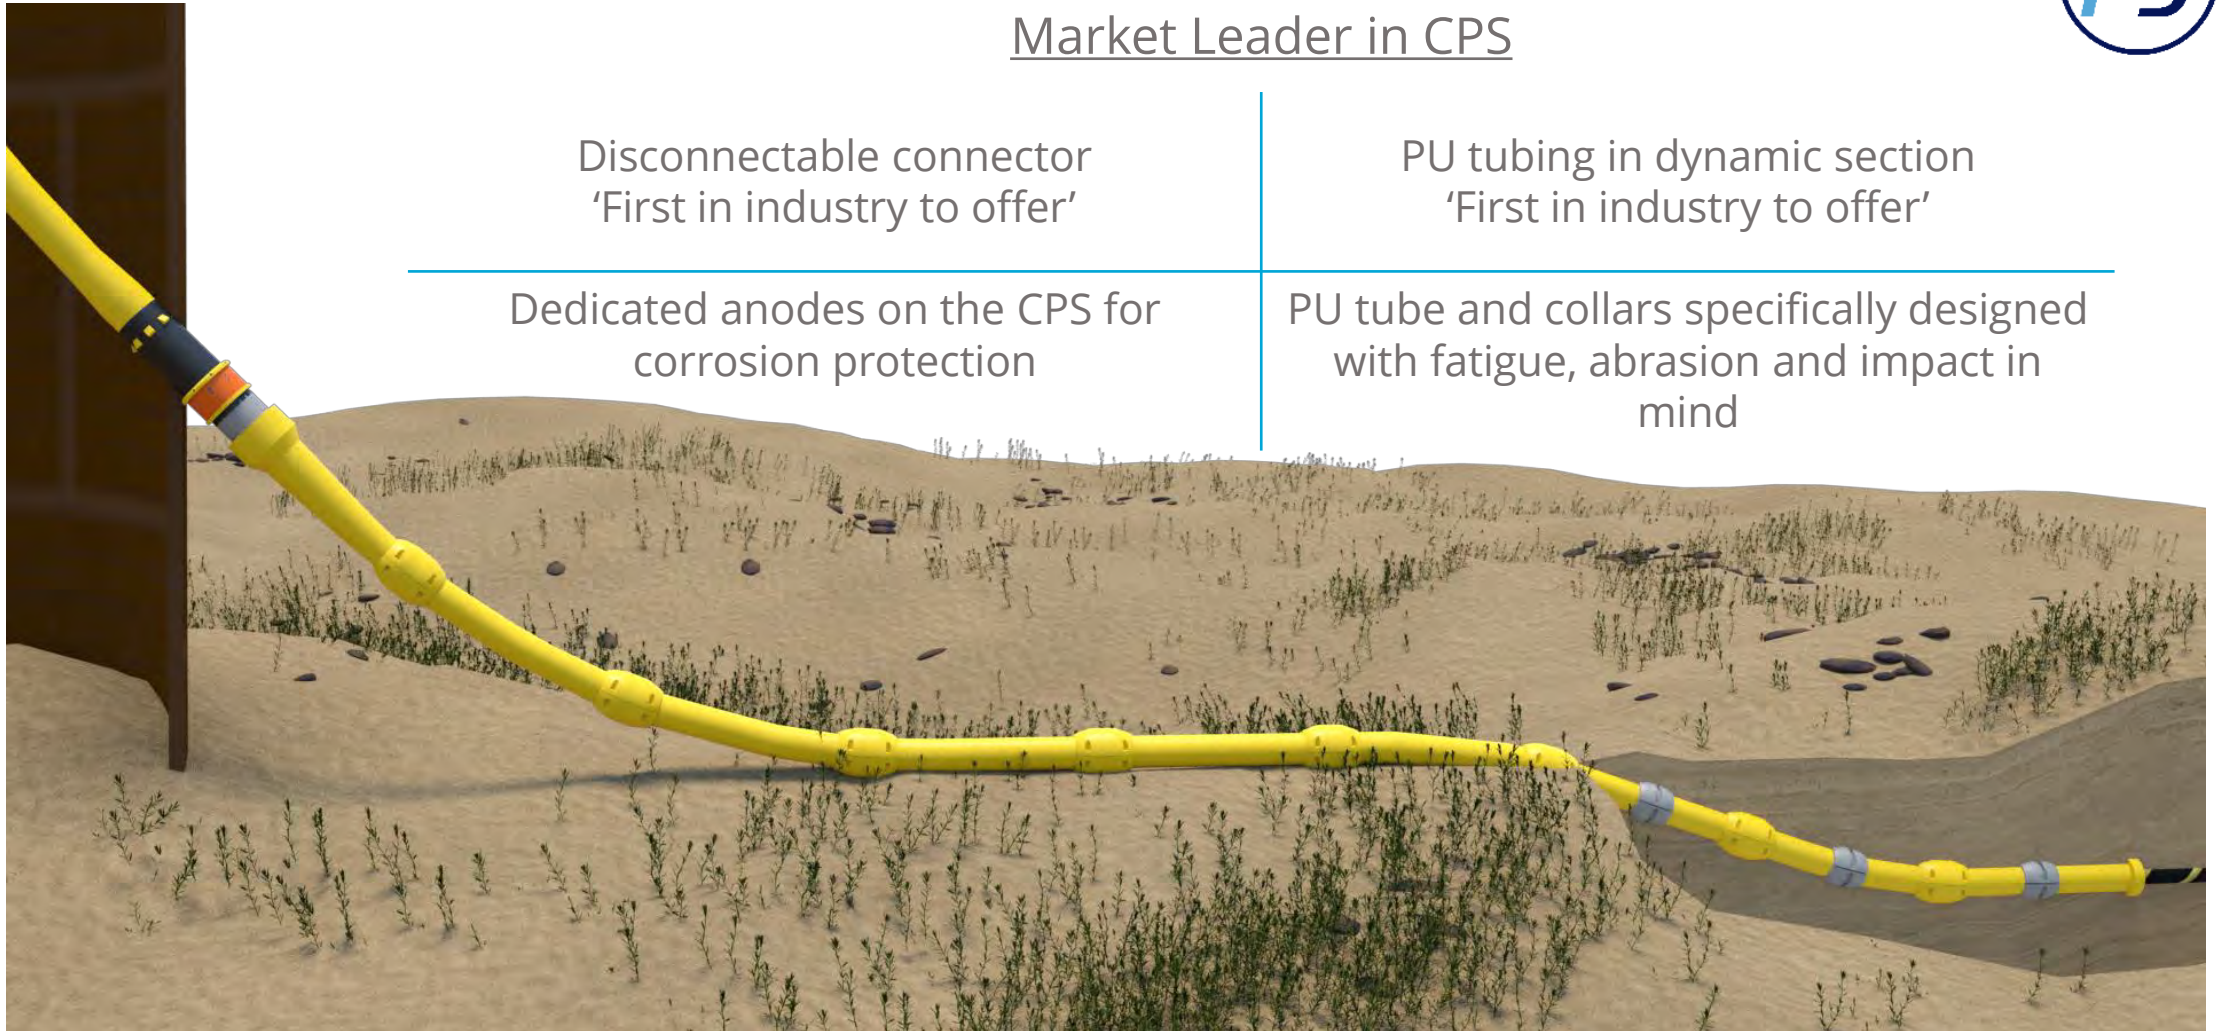 Market Leader in CPS
Disconnectable connector
‘First in industry to offer’
PU tubing in dynamic section
‘First in industry to offer’
Dedicated anodes on the CPS for
corrosion protection
PU tube and collars specifically designed
with fatigue, abrasion and impact in
mind